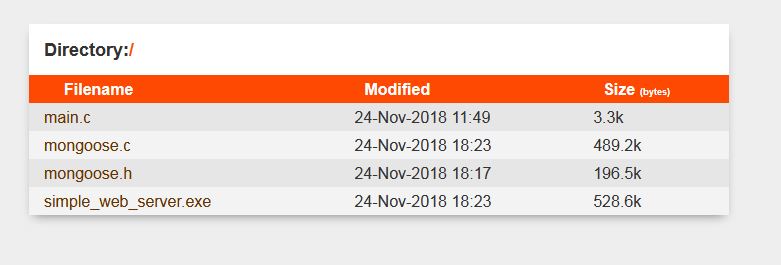 Directory:/
Filename Modified Size (bytes)
main.c 24-Nov-2018 11:49 3.3k
mongoose.c 24-Nov-2018 18:23 489.2k
mongoose.h 24-Nov-2018 18:17 196.5k
simple_web_server.exe 24-Nov-2018 18:23 528.6k